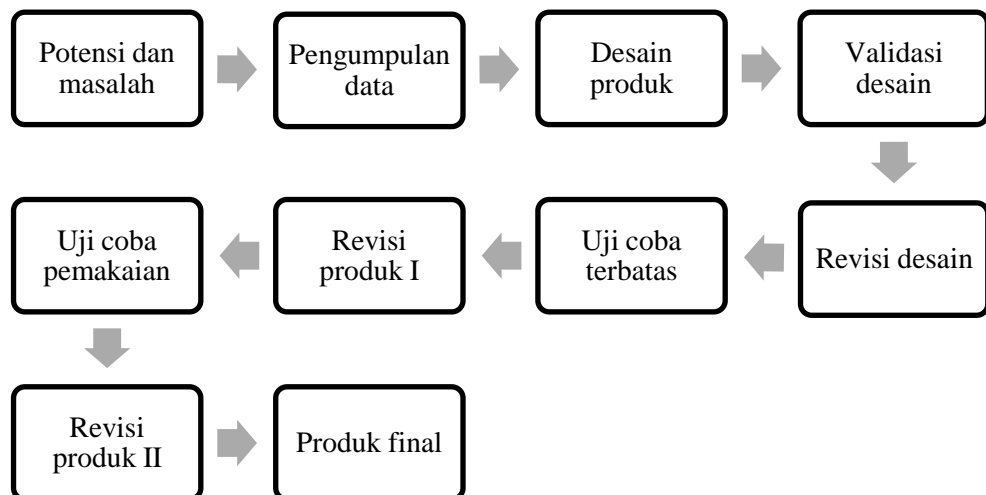 Potensi dan
masalah
Pengumpulan
data
Desain
produk
Validasi
desain
Revisi desain
Uji coba
terbatas
Revisi
produk I
Uji coba
pemakaian
Revisi
produk II
Produk final